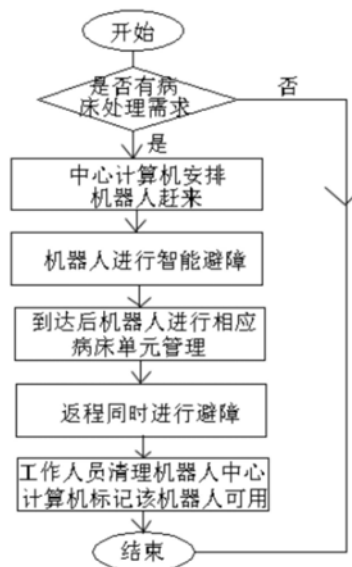 开始
是否有病
床处理需求
否
是
中心计算机安排
机器人赶来
机器人进行智能避障
到达后机器人进行相应
病床单元管理
返程同时进行避障
工作人员清理机器人中心
计算机标记该机器人可用
结束